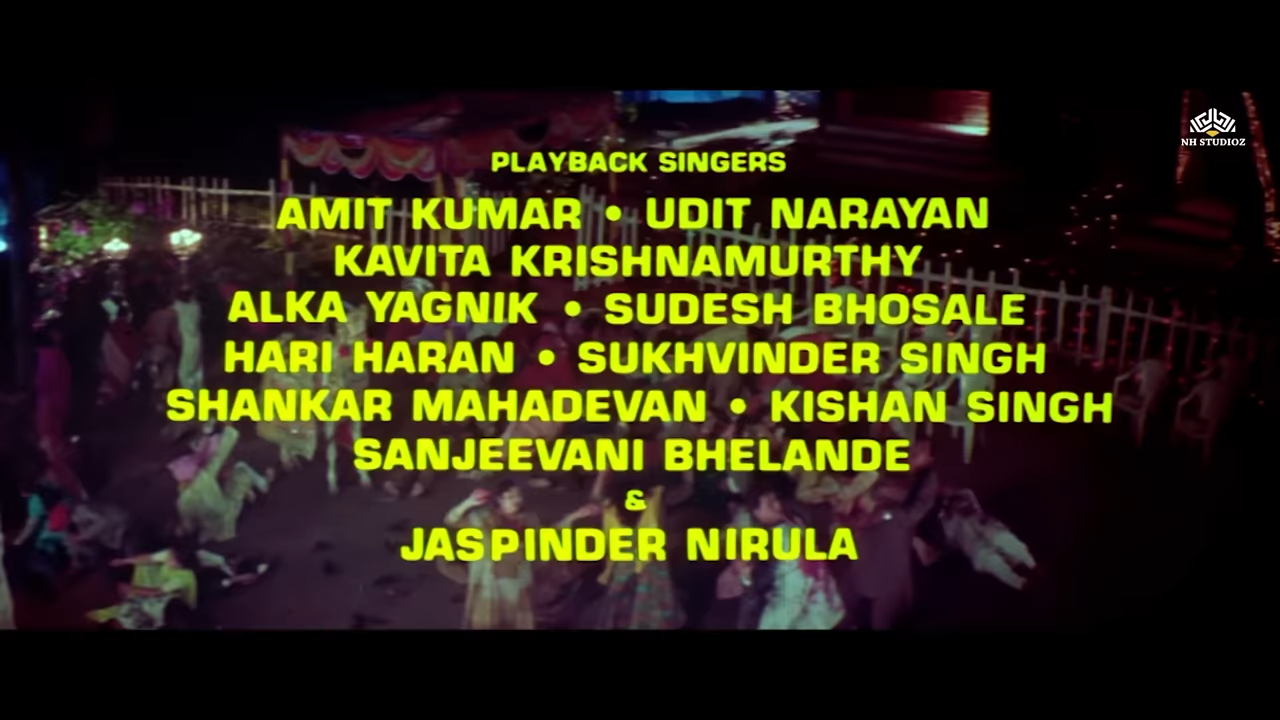 NH STUDIOZ
PLAYBACK SINGERS
AMIT KUMAR • UDIT NARAYAN
KAVITA KRISHNAMURTHY
ALKA YAGNIK • SUDESH BHOSALE
HARI HARAN • SUKHVINDER SINGH
SHANKAR MAHADEVAN • KISHAN SINGH
SANJEEVANI BHELANDE
&
JASPINDER NIRULA